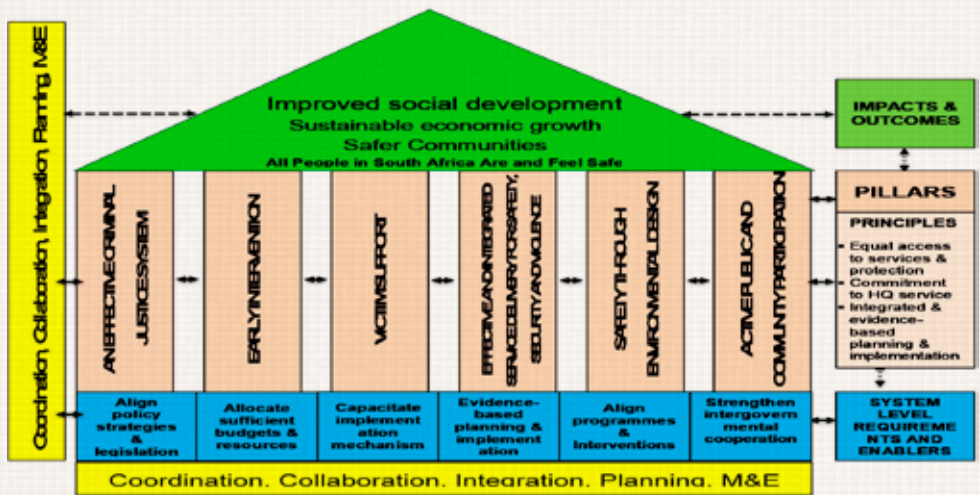 Coordination, Collaboration, Integration, Planning, M&E
Improved social development
Sustainable economic growth
Safer Communities
All People in South Africa Are and Feel Safe
IMPACTS &
OUTCOMES
AN EFFECTIVE CRIMINAL
JUSTICE SYSTEM
EARLY INTERVENTION
VICTIM SUPPORT
EFFECTIVE AND INTEGRATED
SERVICE DELIVERY FOR SAFETY,
SECURITY AND VIOLENCE
SAFETY THROUGH
ENVIRONMENTAL DESIGN
ACTIVE PUBLIC AND
COMMUNITY PARTICIPATION
PILLARS
PRINCIPLES
- Equal access
to services &
protection
- Commitment
to HQ service
- Integrated &
evidence-
based
planning &
implementation
Align
policy
strategies
&
legislation
Allocate
sufficient
budgets &
resources
Capacitate
implement
ation
mechanism
Evidence-
based
planning &
implement
ation
Align
programmes
&
Interventions
Strengthen
intergovern
mental
cooperation
SYSTEM
LEVEL
REQUIREME
NTS AND
ENABLERS
Coordination. Collaboration. Integration. Planning. M&E